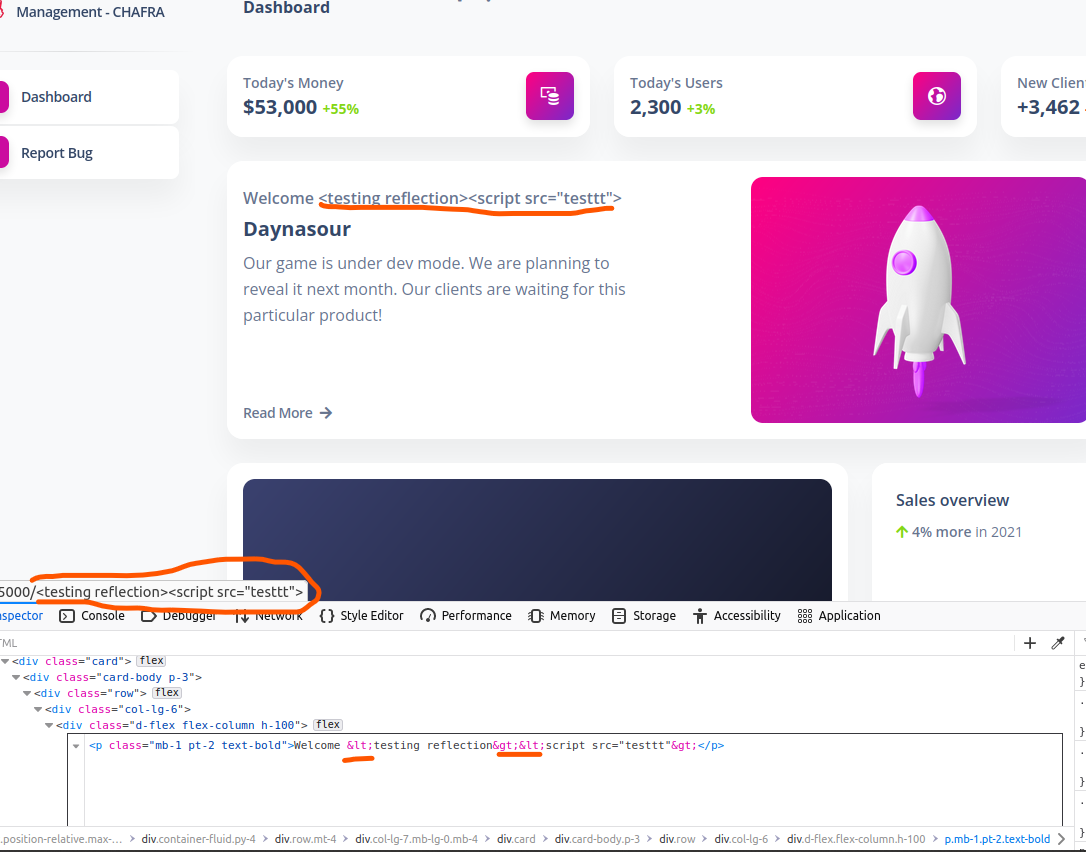 Management - CHAFRA
Dashboard
Dashboard
Report Bug
Today's Money
$53,000 +55%
Today's Users
2,300 +3%
New Clien
+3,462
Welcome <testing reflection><script src="testtt">
Daynasour
Our game is under dev mode. We are planning to
reveal it next month. Our clients are waiting for this
particular product!
Read More →
Sales overview
4% more in 2021
5000/<testing reflection><script src="testtt">
nspector Console Debugger Network Style Editor Performance Memory Storage Accessibility Application
TML
<div class="card"> flex
<div class="card-body p-3">
<div class="row"> flex
<div class="col-lg-6">
<div class="d-flex flex-column h-100"> flex
<p class="mb-1 pt-2 text-bold">Welcome &lt;testing reflection&gt;&lt;script src="testtt"&gt;</p>
e
}
.position-relative.max-... > div.container-fluid.py-4 > div.row.mt-4 > div.col-lg-7.mb-lg-0.mb-4 > div.card > div.card-body.p-3 > div.row > div.col-lg-6 > div.d-flex.flex-column.h-100 > p.mb-1.pt-2.text-bold